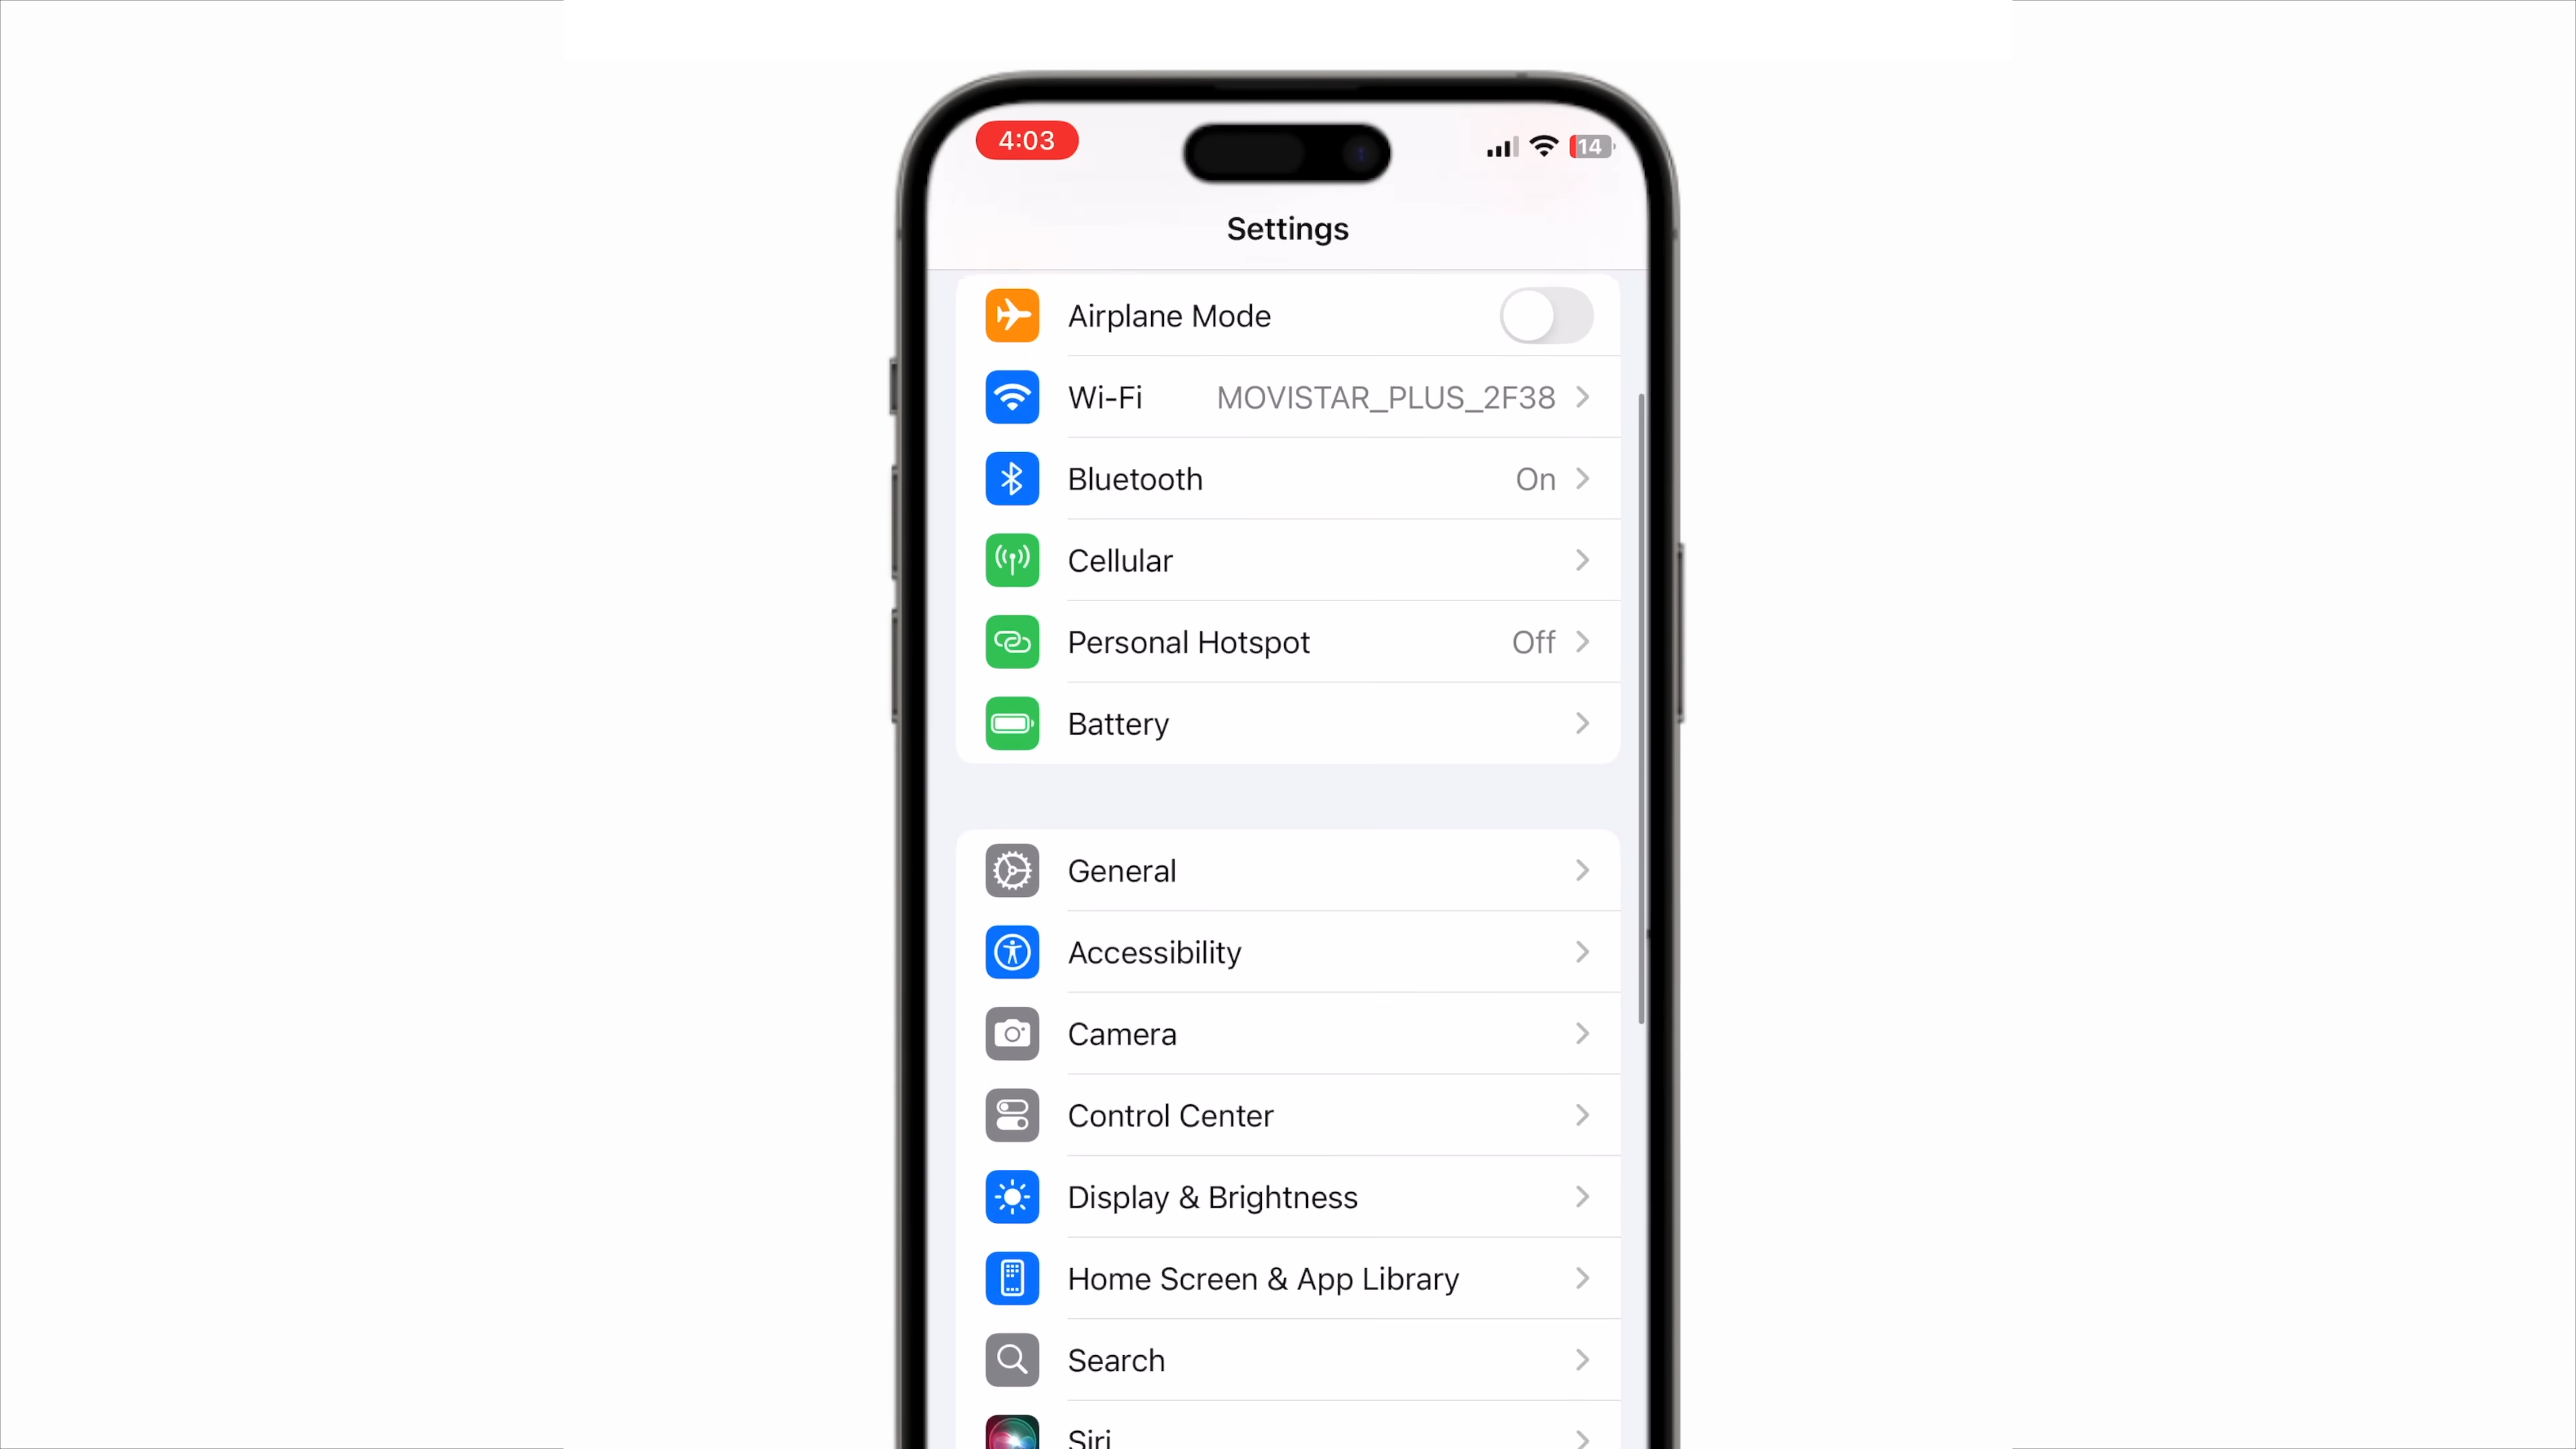 4:03
14
Settings
Airplane Mode
Wi-Fi MOVISTAR_PLUS_2F38
Bluetooth On
Cellular
Personal Hotspot Off
Battery
General
Accessibility
Camera
Control Center
Display & Brightness
Home Screen & App Library
Search
Siri